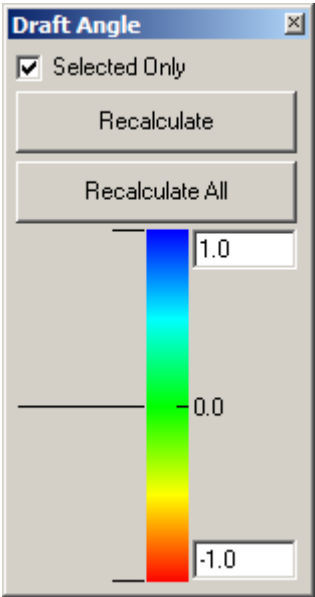 Draft Angle
Selected Only
Recalculate
Recalculate All
1.0
0.0
-1.0